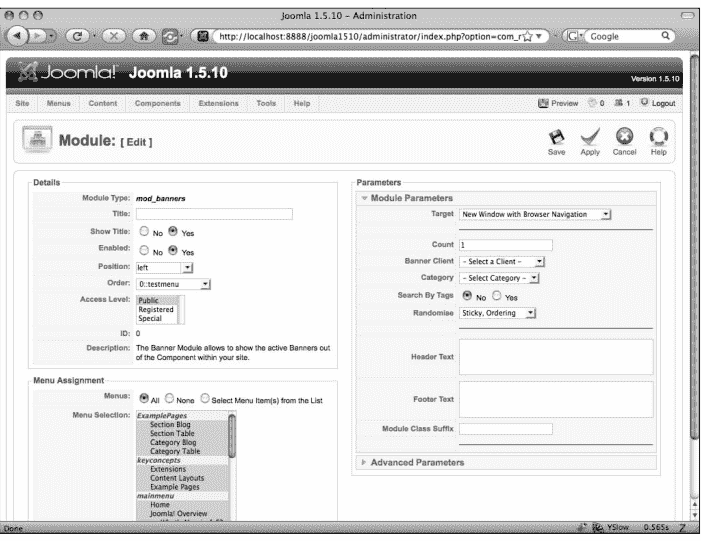 Joomla 1.5.10 – Administration
http://localhost:8888/joomla1510/administrator/index.php?option=com_r
Google
Joomla! Joomla 1.5.10
Version 1.5.10
Site Menus Content Components Extensions Tools Help
Preview 0 1 Logout
Module: [ Edit ]
Save Apply Cancel Help
Details
Module Type: mod_banners
Title:
Show Title: No Yes
Enabled: No Yes
Position: left
Order: 0::testmenu
Access Level: Public
Registered
Special
ID: 0
Description: The Banner Module allows to show the active Banners out
of the Component within your site.
Menu Assignment
Menus: All None Select Menu Item(s) from the List
Menu Selection: ExamplePages
Section Blog
Section Table
Category Blog
Category Table
keyconcepts
Extensions
Content Layouts
Example Pages
mainmenu
Home
Joomla! Overview
Parameters
Module Parameters
Target New Window with Browser Navigation
Count 1
Banner Client - Select a Client -
Category - Select Category -
Search By Tags No Yes
Randomise Sticky, Ordering
Header Text
Footer Text
Module Class Suffix
Advanced Parameters
Done
YSlow 0.565s